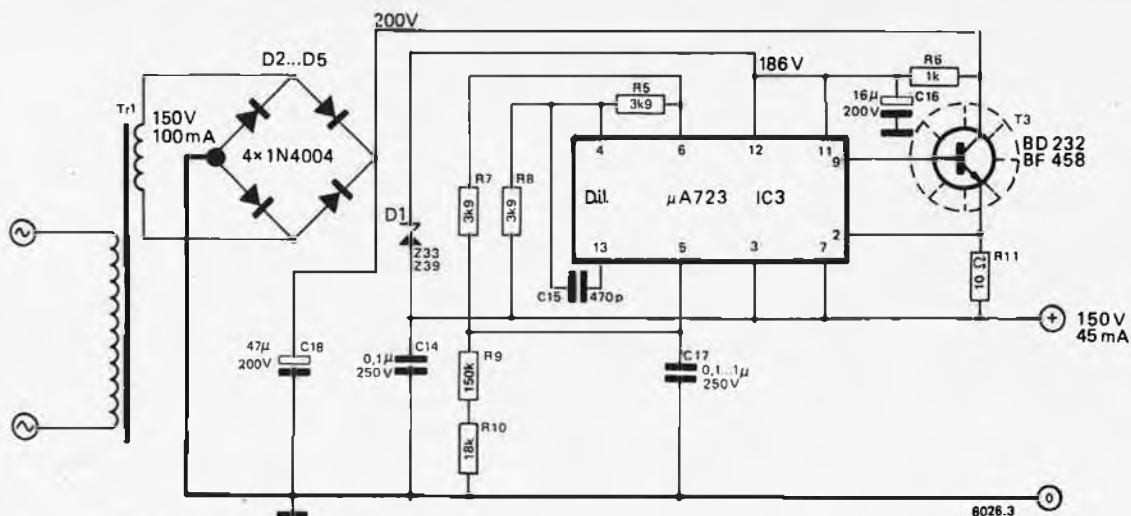 200V
D2...D5
Tr1
150V
100mA
4×1N4004
D1
Z33
Z39
47µ
200V
C18
0,1µ
250V
C14
R7
3k9
R8
3k9
R5
3k9
186V
R6
1k
16µ
200V
C16
T3
BD 232
BF 458
4
6
12
11
9
Dil.
µA723
IC3
2
13
5
3
7
C15
470p
R11
10 Ω
+
150V
45mA
R9
150k
R10
18k
C17
0,1...1µ
250V
0
8026.3